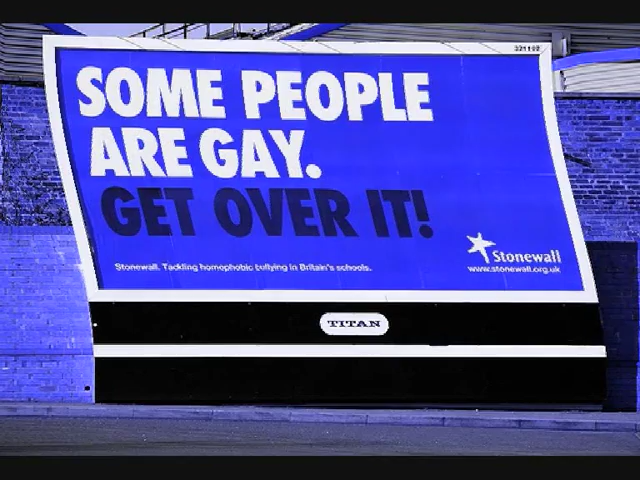 321102
SOME PEOPLE
ARE GAY.
GET OVER IT!
Stonewall. Tackling homophobic bullying in Britain's schools.
Stonewall
www.stonewall.org.uk
TITAN